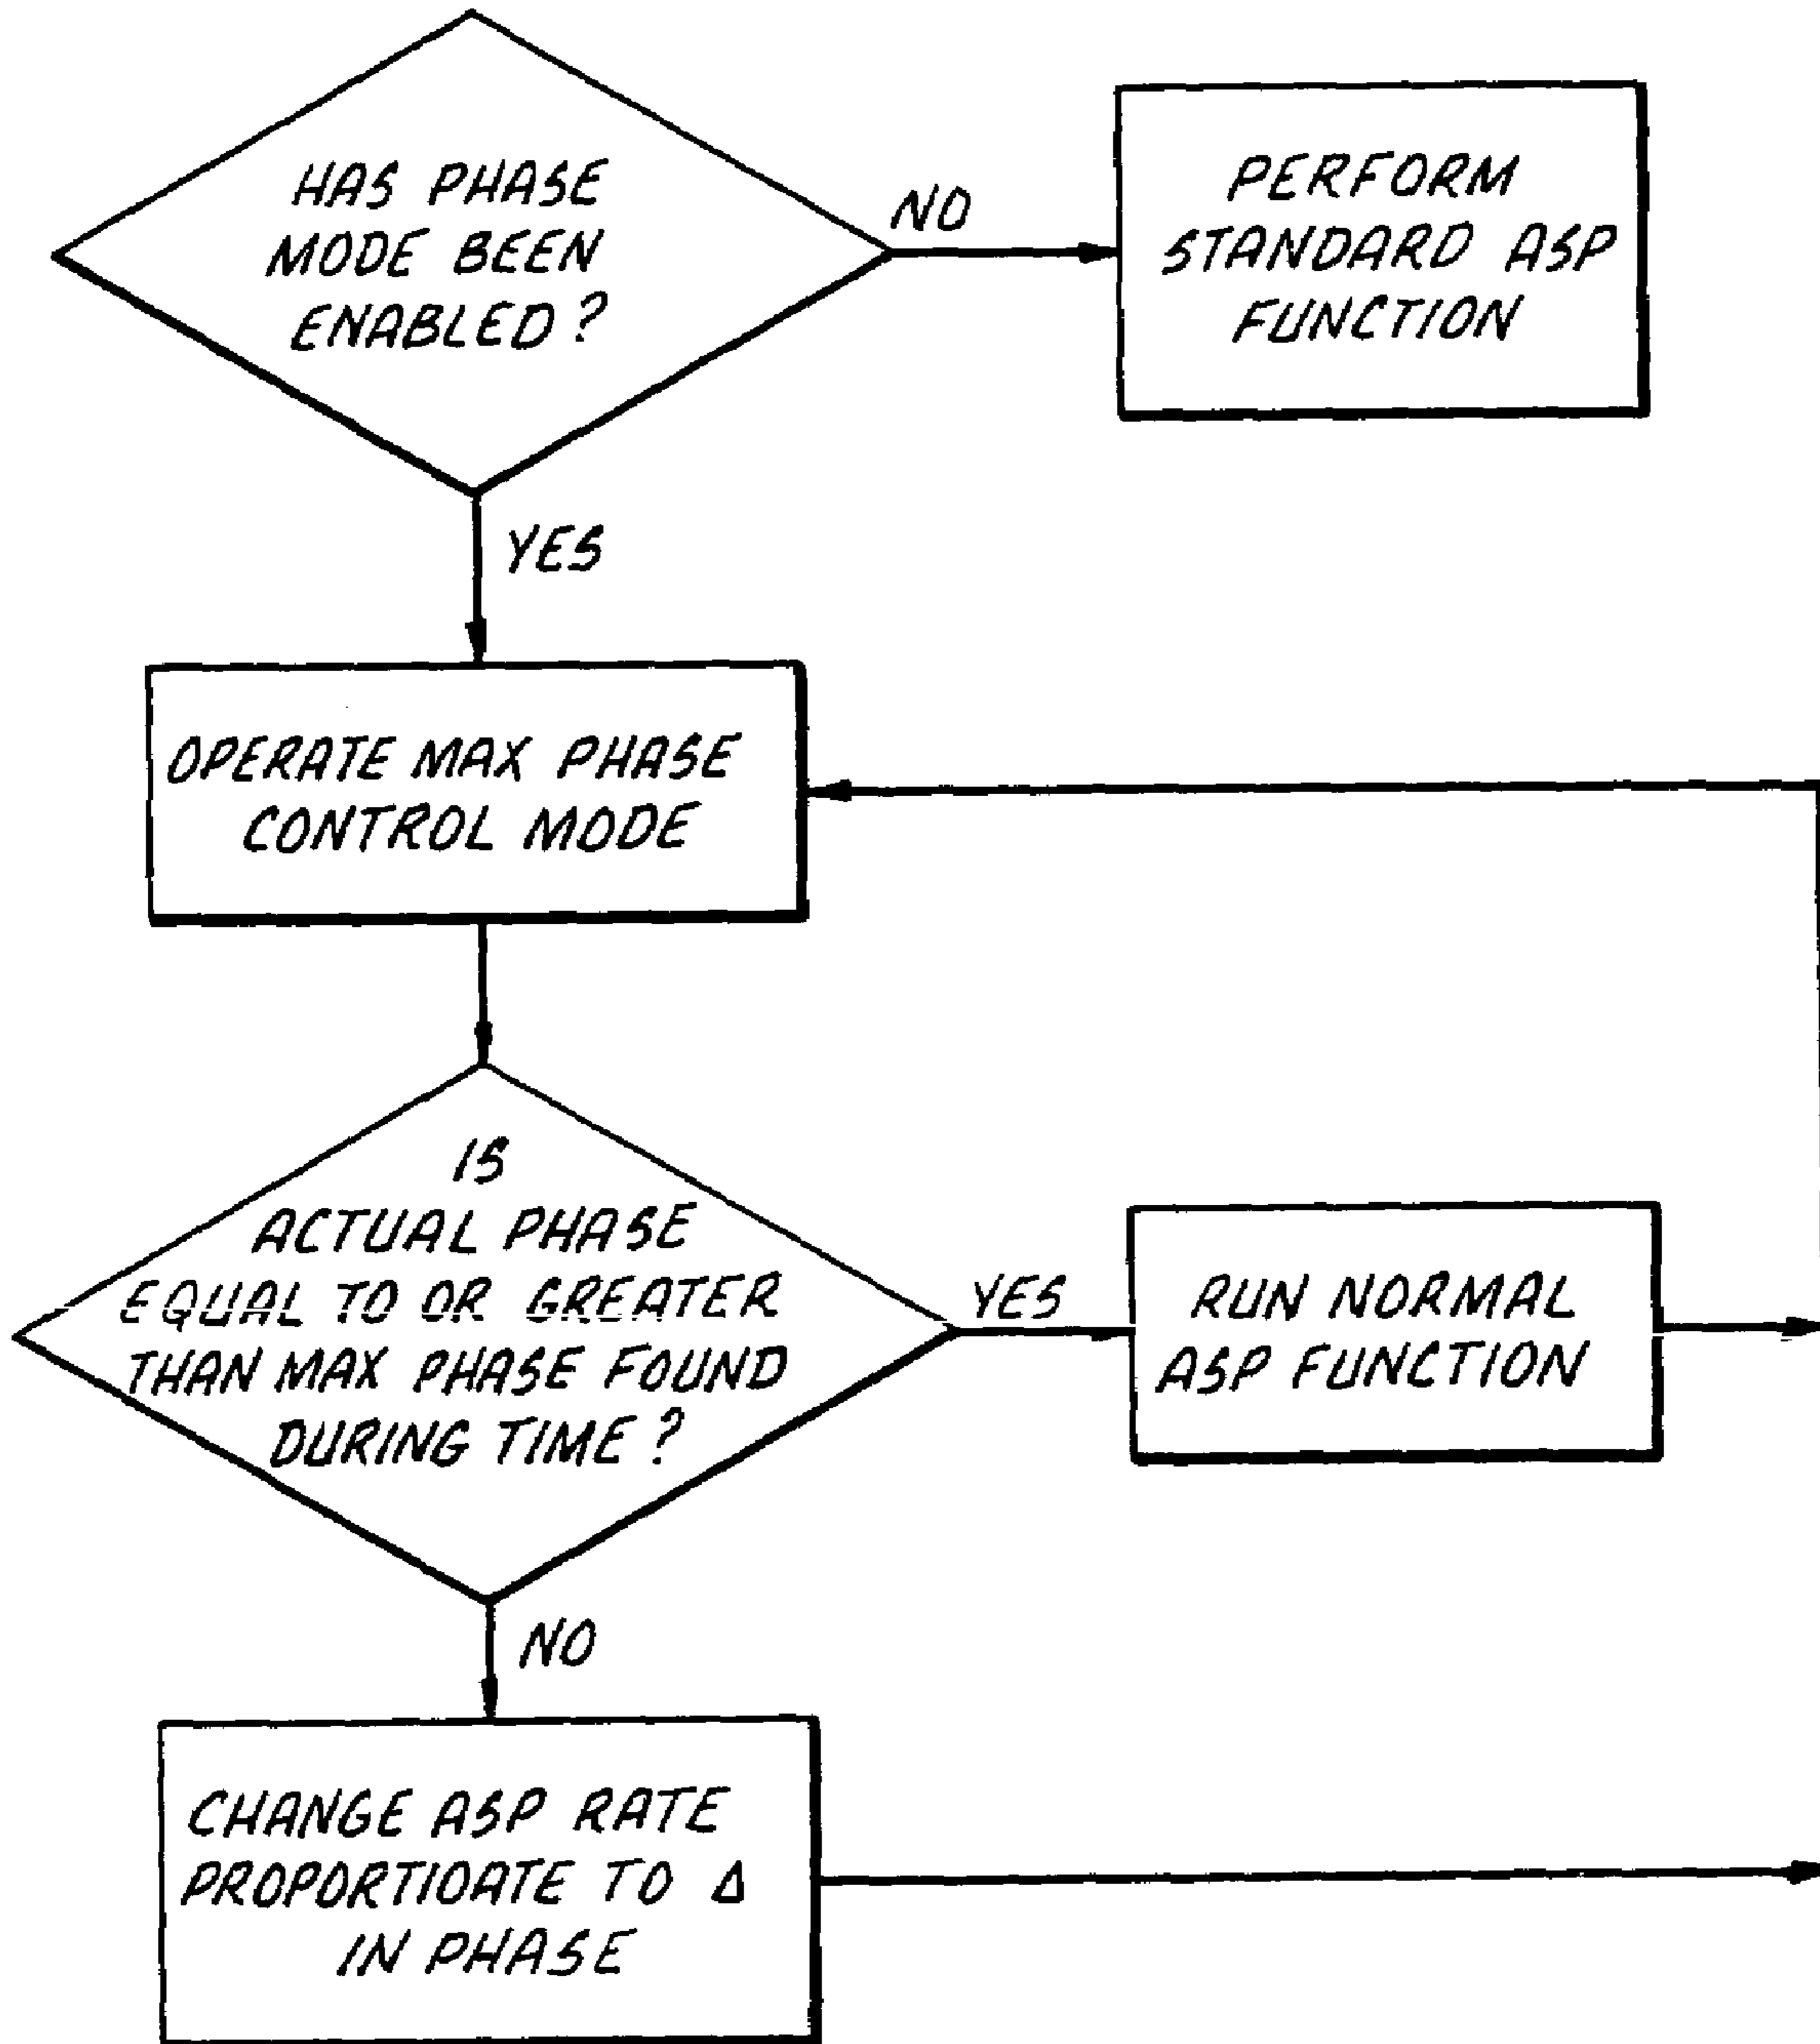 HAS PHASE
MODE BEEN
ENABLED?
NO
PERFORM
STANDARD ASP
FUNCTION
YES
OPERATE MAX PHASE
CONTROL MODE
IS
ACTUAL PHASE
EQUAL TO OR GREATER
THAN MAX PHASE FOUND
DURING TIME?
YES
RUN NORMAL
ASP FUNCTION
NO
CHANGE ASP RATE
PROPORTIOATE TO Δ
IN PHASE